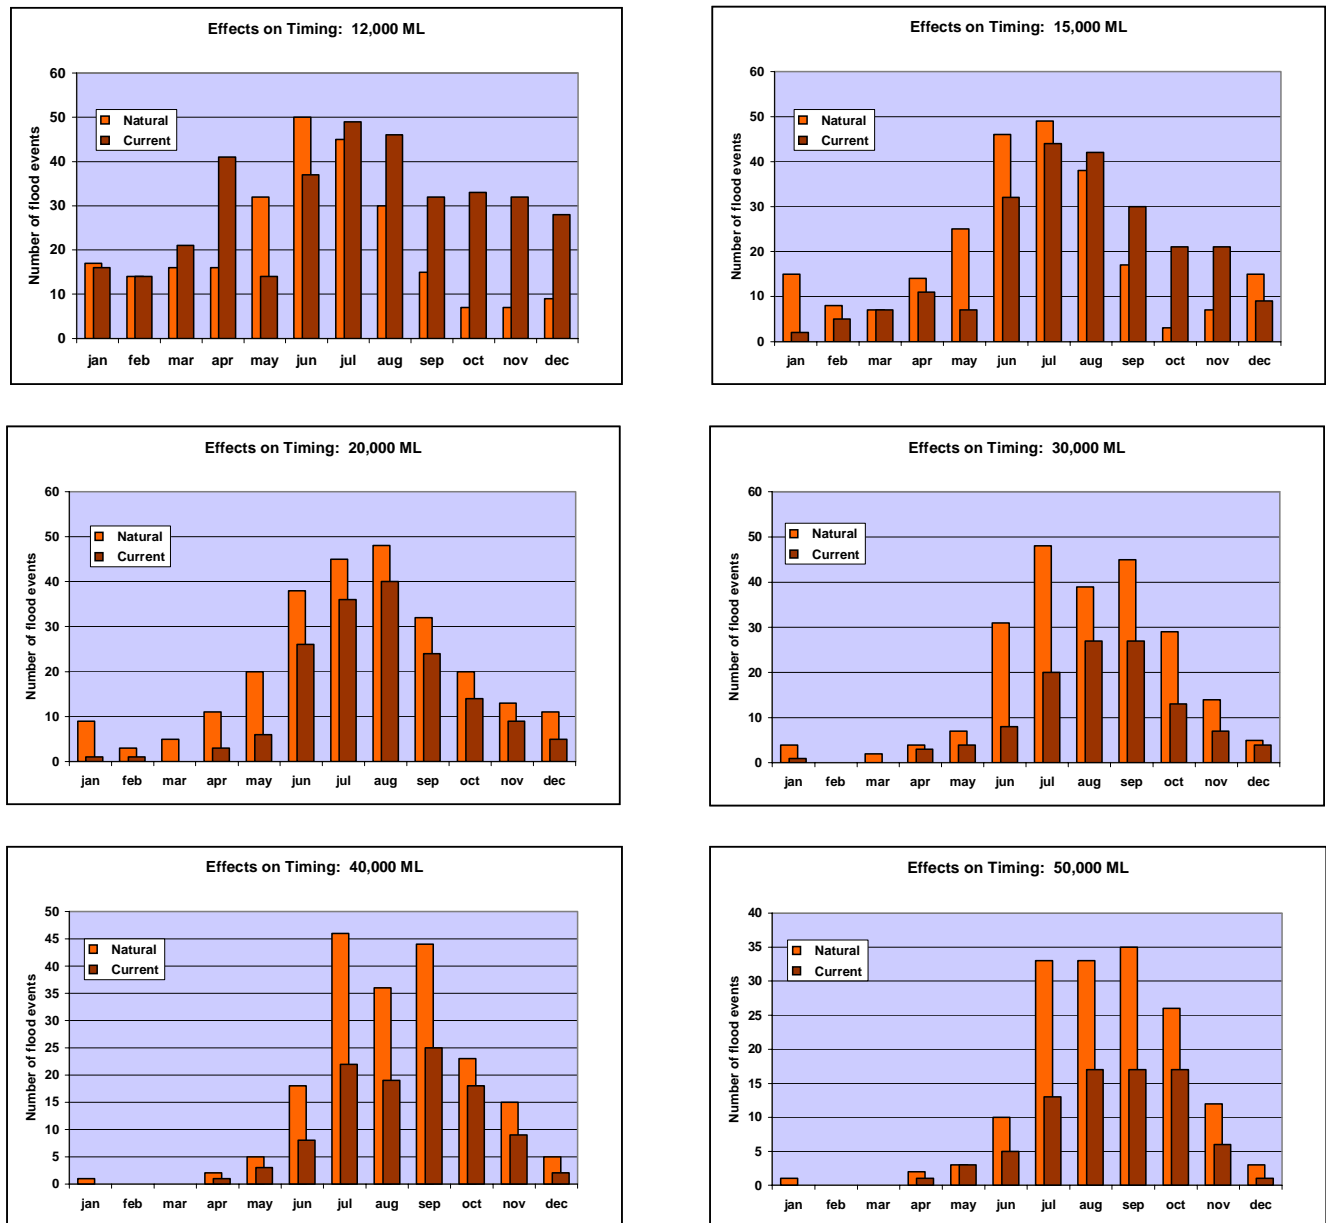 Effects on Timing: 12,000 ML
Number of flood events
60
50
40
30
20
10
0
Natural
Current
jan feb mar apr may jun jul aug sep oct nov dec
Effects on Timing: 15,000 ML
Number of flood events
60
50
40
30
20
10
0
Natural
Current
jan feb mar apr may jun jul aug sep oct nov dec
Effects on Timing: 20,000 ML
Number of flood events
60
50
40
30
20
10
0
Natural
Current
jan feb mar apr may jun jul aug sep oct nov dec
Effects on Timing: 30,000 ML
Number of flood events
60
50
40
30
20
10
0
Natural
Current
jan feb mar apr may jun jul aug sep oct nov dec
Effects on Timing: 40,000 ML
Number of flood events
50
45
40
35
30
25
20
15
10
5
0
Natural
Current
jan feb mar apr may jun jul aug sep oct nov dec
Effects on Timing: 50,000 ML
Number of flood events
40
35
30
25
20
15
10
5
0
Natural
Current
jan feb mar apr may jun jul aug sep oct nov dec